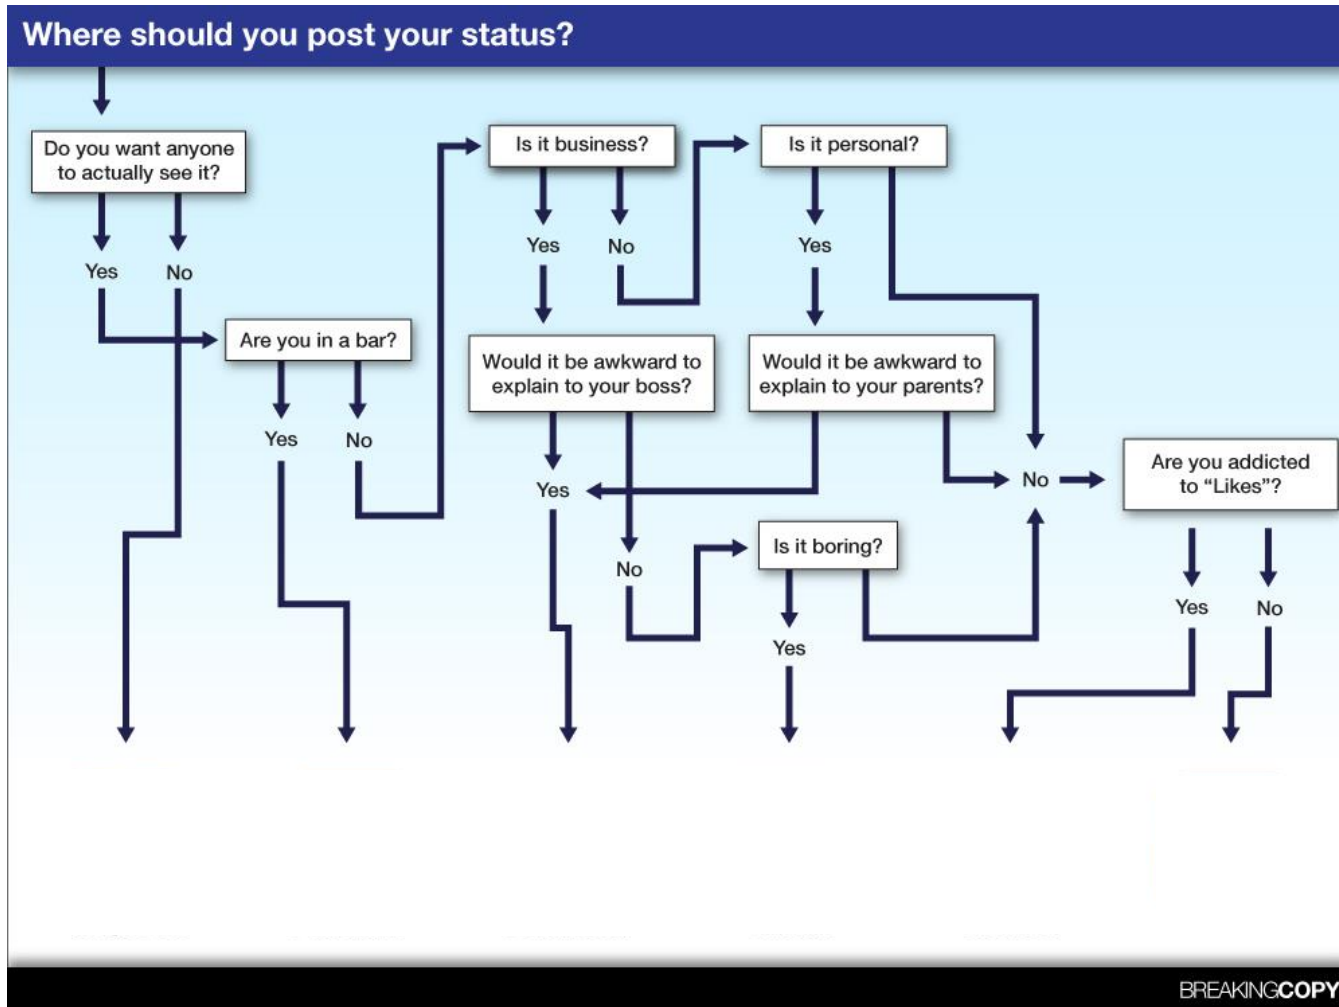 Where should you post your status?
Do you want anyone
to actually see it?
Yes
No
Are you in a bar?
Yes
No
Is it business?
Yes
No
Is it personal?
Yes
Would it be awkward to
explain to your boss?
Yes
No
Would it be awkward to
explain to your parents?
No
Is it boring?
Yes
Are you addicted
to “Likes”?
Yes
No
BREAKINGCOPY